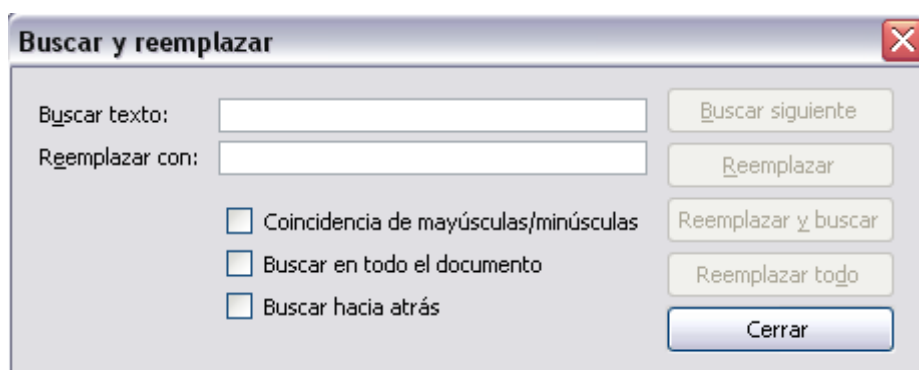 Buscar y reemplazar
Buscar texto:
Buscar siguiente
Reemplazar con:
Reemplazar
Coincidencia de mayúsculas/minúsculas
Reemplazar y buscar
Buscar en todo el documento
Reemplazar todo
Buscar hacia atrás
Cerrar